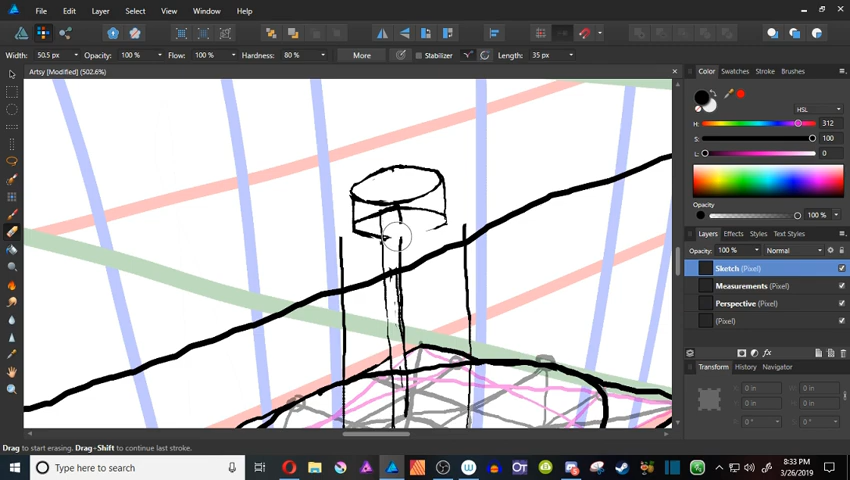 File Edit Text Layer Select Arrange View Window Help
Width: 50.5 px Opacity: 100 % Flow: 100 % Hardness: 80 % More Stabilizer Length: 35 px
Artsy [Modified] (502.6%)
Color Swatches Stroke Brushes
HSL
H: 312
S: 100
L: 0
Opacity
100 %
Layers Effects Styles Text Styles
Opacity: 100 % Normal
Sketch (Pixel)
Measurements (Pixel)
Perspective (Pixel)
(Pixel)
Transform History Navigator
X: 0 in W: 0 in
Y: 0 in H: 0 in
Drag to start erasing. Drag+Shift to continue last stroke.
Type here to search
8:33 PM
3/26/2019